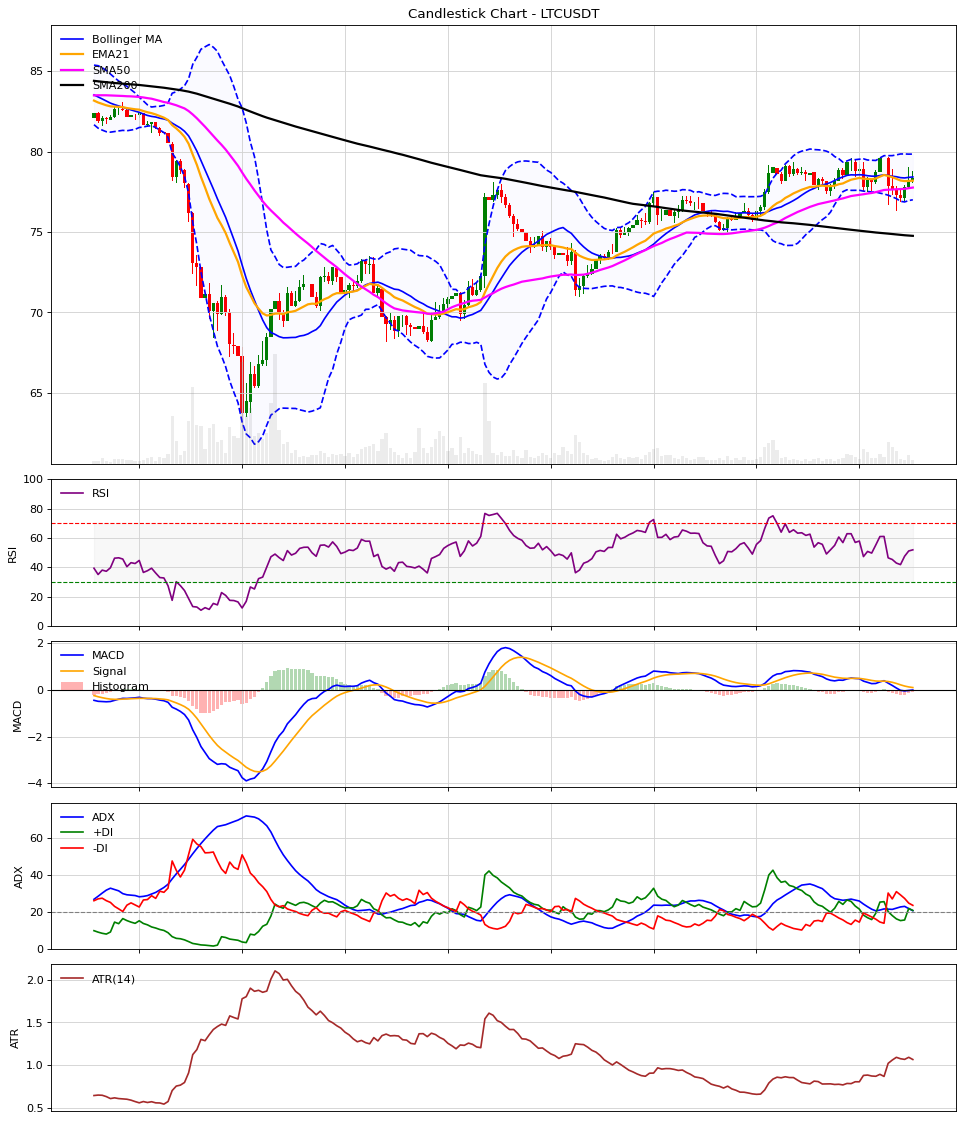 Candlestick Chart - LTCUSDT
Bollinger MA
EMA21
SMA50
SMA200
85
80
75
70
65
RSI
100
80
60
40
20
0
RSI
MACD
Signal
Histogram
2
0
−2
−4
MACD
ADX
+DI
-DI
60
40
20
0
ADX
ATR(14)
2.0
1.5
1.0
0.5
ATR